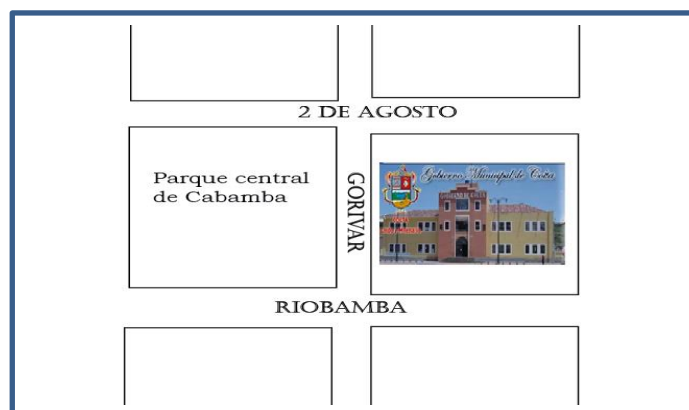 2 DE AGOSTO
Parque central
de Cabamba
GORIVAR
Gobierno Municipal de Colta
RIOBAMBA